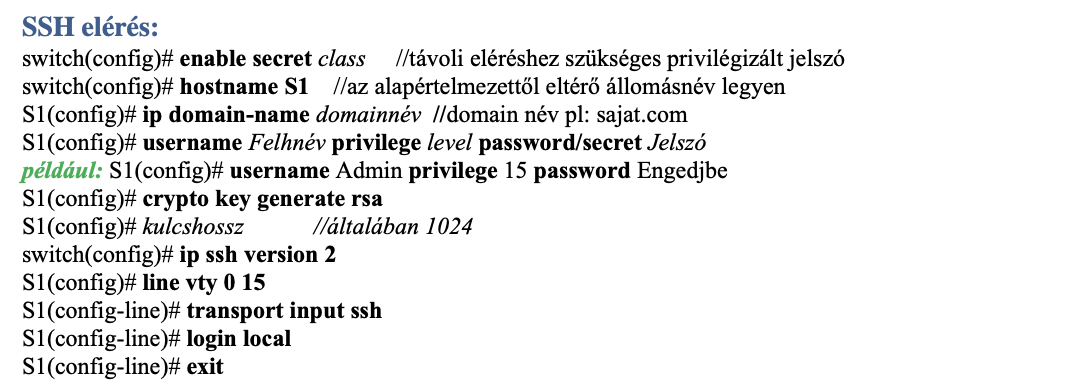 SSH elérés:
switch(config)# enable secret class //távoli eléréshez szükséges privilégizált jelszó
switch(config)# hostname S1 //az alapértelmezettől eltérő állomásnév legyen
S1(config)# ip domain-name domainnév //domain név pl: sajat.com
S1(config)# username Felhnév privilege level password/secret Jelszó
például: S1(config)# username Admin privilege 15 password Engedjbe
S1(config)# crypto key generate rsa
S1(config)# kulcshossz //általában 1024
switch(config)# ip ssh version 2
S1(config)# line vty 0 15
S1(config-line)# transport input ssh
S1(config-line)# login local
S1(config-line)# exit